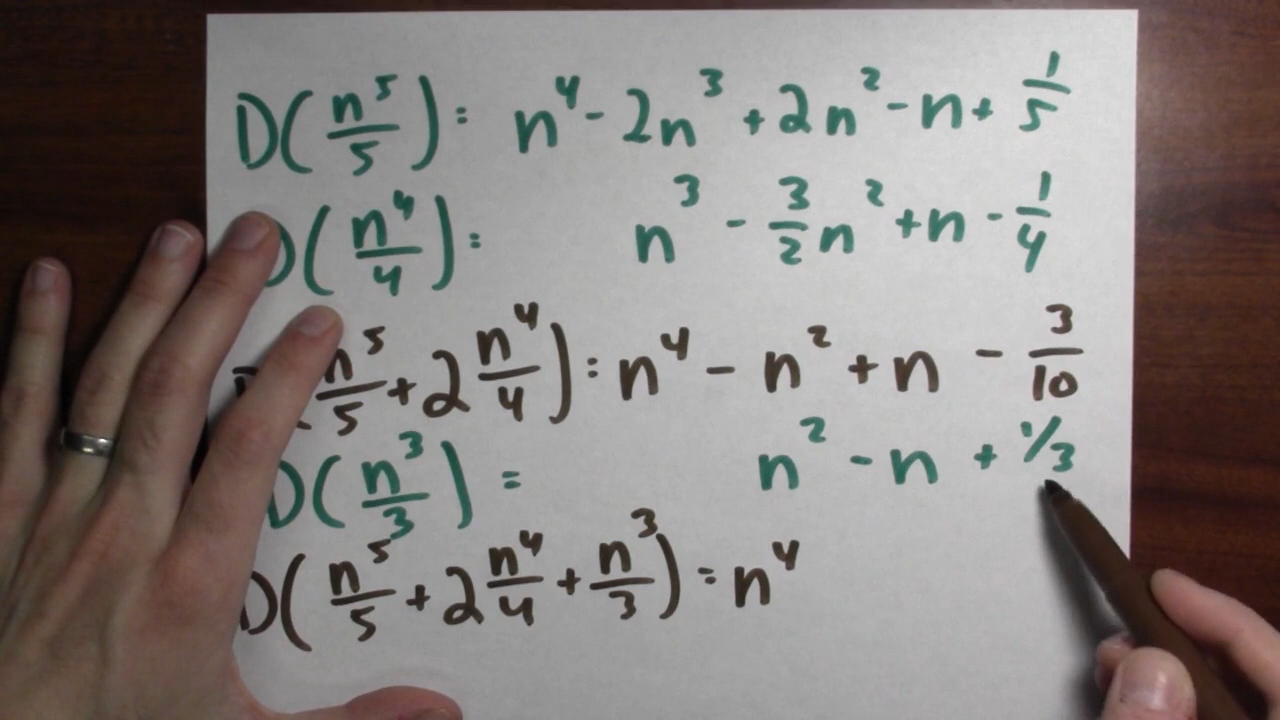 D(n⁵/5) = n⁴ - 2n³ + 2n² - n + 1/5
D(n⁴/4) = n³ - 3/2 n² + n - 1/4
D(n⁵/5 + 2 n⁴/4) = n⁴ - n² + n - 3/10
D(n³/3) = n² - n + 1/3
D(n⁵/5 + 2 n⁴/4 + n³/3) = n⁴